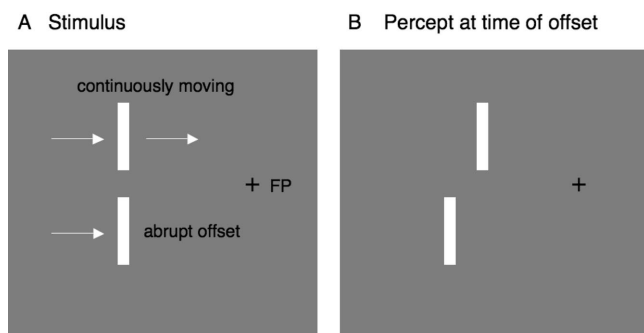 A Stimulus
B Percept at time of offset
continuously moving
+ FP
abrupt offset
+